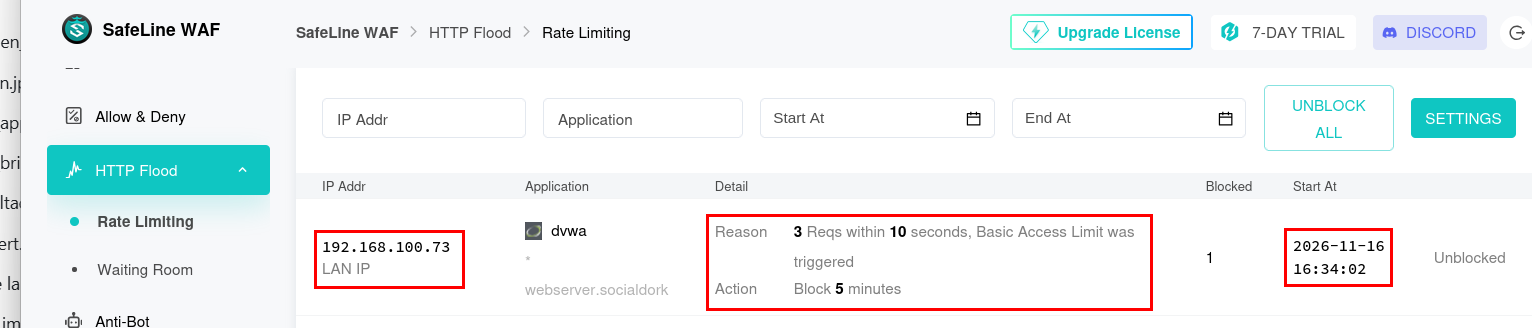 SafeLine WAF
SafeLine WAF > HTTP Flood > Rate Limiting
Upgrade License
7-DAY TRIAL
DISCORD
Allow & Deny
HTTP Flood
Rate Limiting
Waiting Room
Anti-Bot
IP Addr
Application
Start At
End At
UNBLOCK
ALL
SETTINGS
IP Addr Application Detail Blocked Start At
192.168.100.73
LAN IP
dvwa
*
webserver.socialdork
Reason 3 Reqs within 10 seconds, Basic Access Limit was
triggered
Action Block 5 minutes
1
2026-11-16
16:34:02
Unblocked